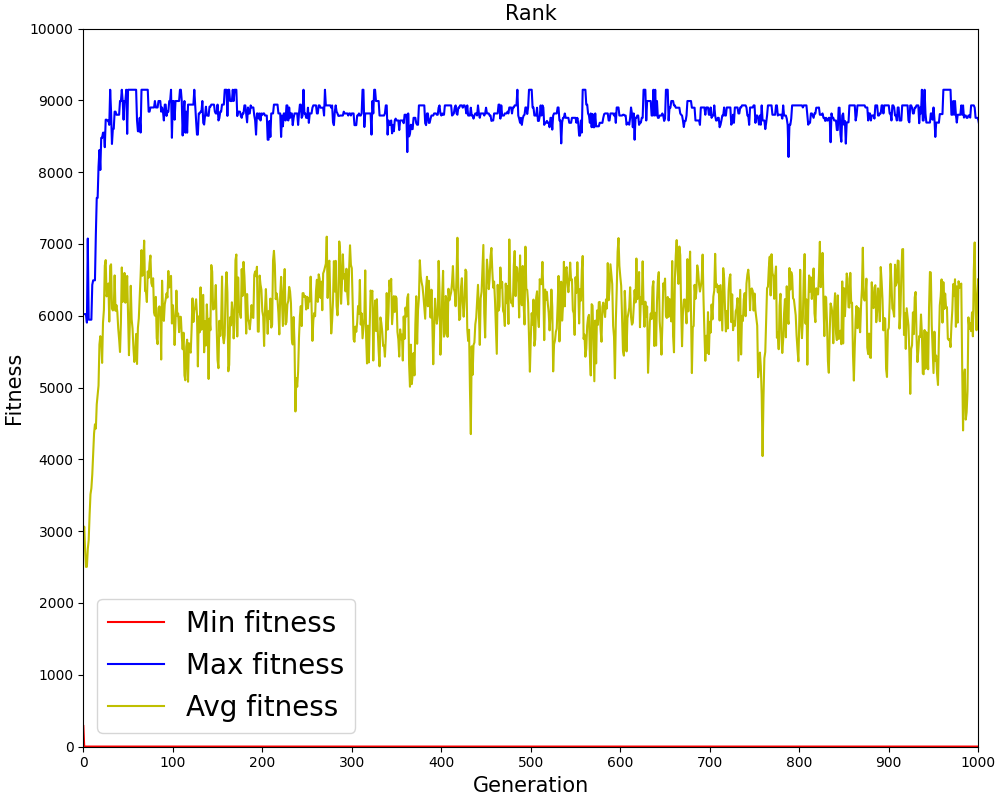 Rank
10000
9000
8000
7000
6000
5000
4000
3000
2000
1000
0
Fitness
Min fitness
Max fitness
Avg fitness
0 100 200 300 400 500 600 700 800 900 1000
Generation